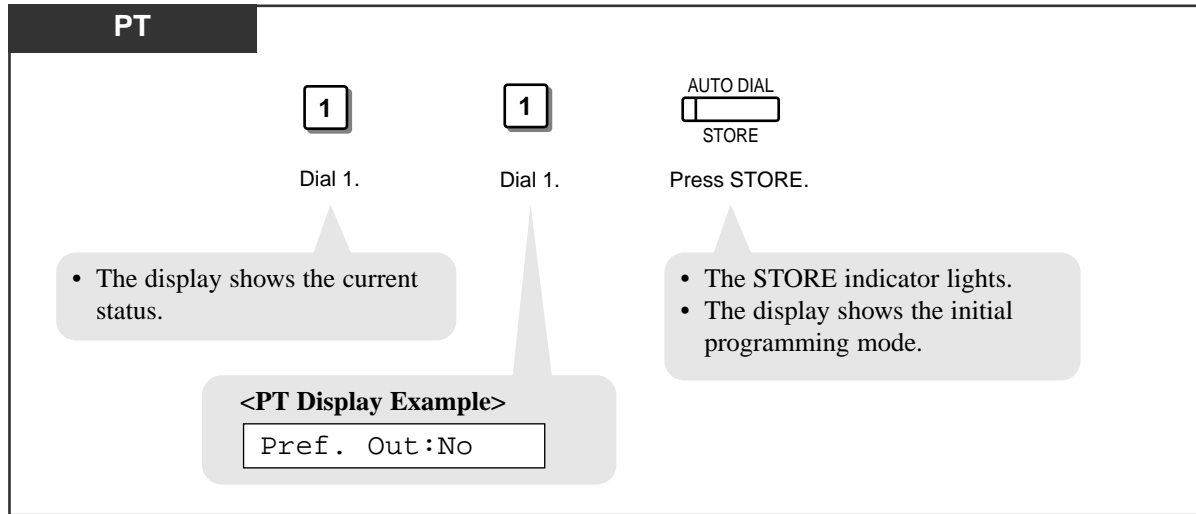 PT
1
1
AUTO DIAL
STORE
Dial 1.
Dial 1.
Press STORE.
• The display shows the current
status.
• The STORE indicator lights.
• The display shows the initial
programming mode.
<PT Display Example>
Pref. Out:No